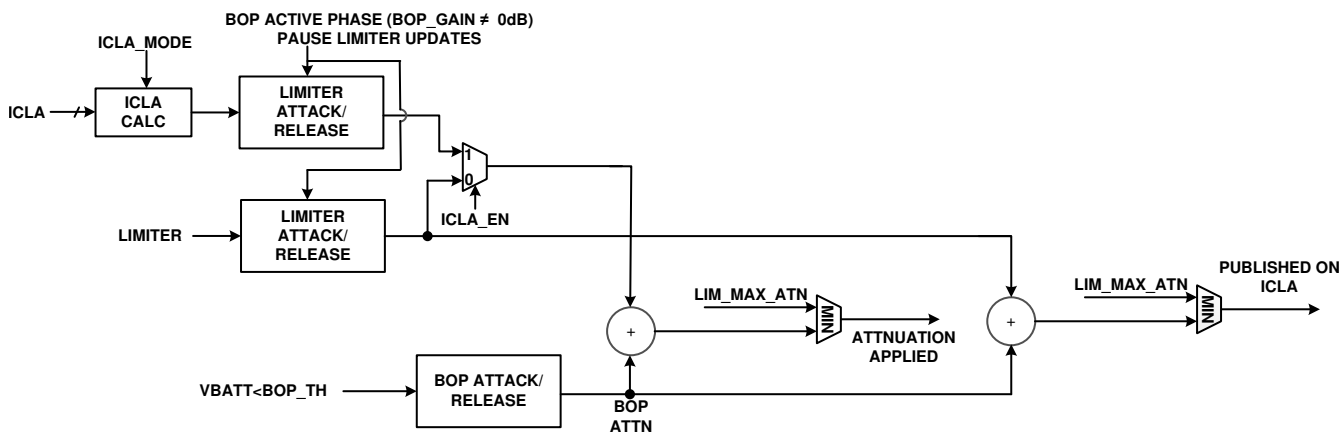 BOP ACTIVE PHASE (BOP_GAIN ≠ 0dB)
PAUSE LIMITER UPDATES
ICLA_MODE
ICLA
ICLA
CALC
LIMITER
ATTACK/
RELEASE
1
0
ICLA_EN
LIMITER
LIMITER
ATTACK/
RELEASE
LIM_MAX_ATN
MIN
ATTNUATION
APPLIED
+
LIM_MAX_ATN
MIN
PUBLISHED ON
ICLA
+
VBATT<BOP_TH
BOP ATTACK/
RELEASE
BOP
ATTN